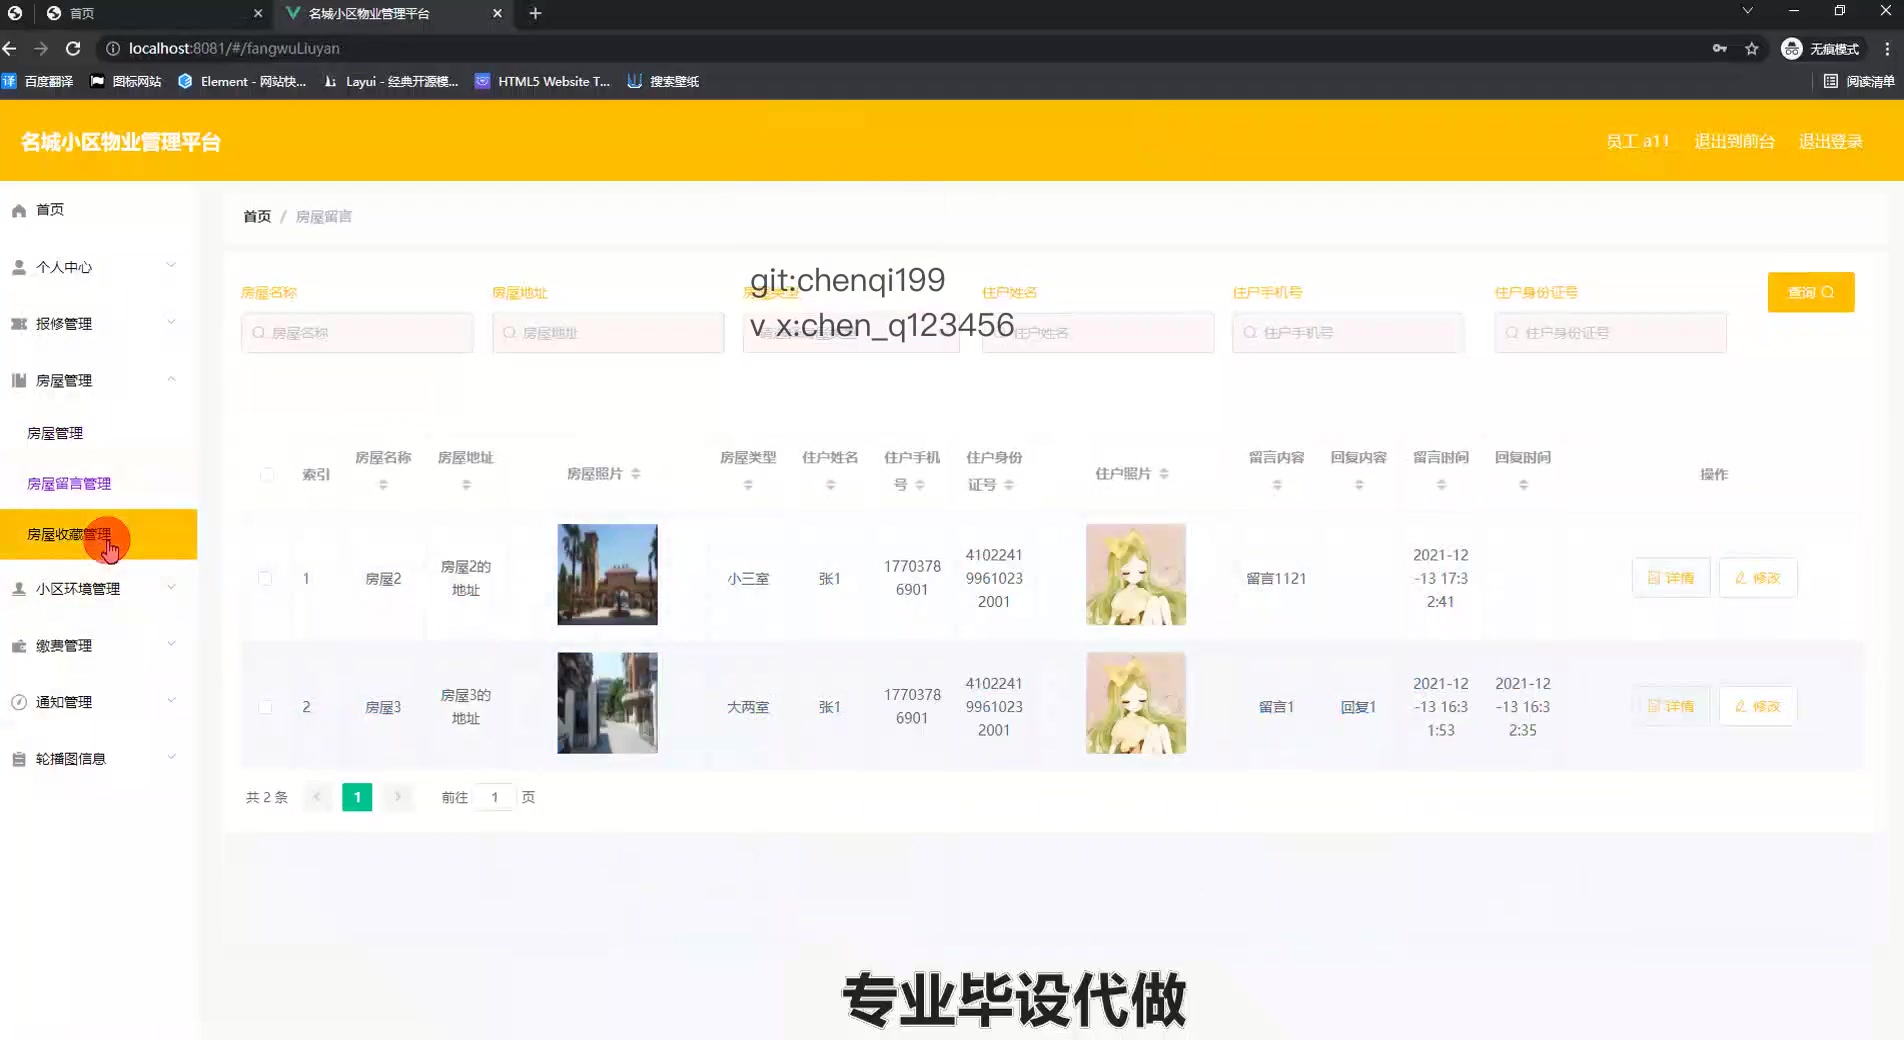 首页
名城小区物业管理平台
localhost:8081/#/fangwuLiuyan
无痕模式
百度翻译
图标网站
Element - 网站快...
Layui - 经典开源模...
HTML5 Website T...
搜索壁纸
阅读清单
名城小区物业管理平台
员工 a11
退出到前台
退出登录
首页
个人中心
报修管理
房屋管理
房屋管理
房屋留言管理
房屋收藏管理
小区环境管理
缴费管理
通知管理
轮播图信息
首页 / 房屋留言
git:chenqi199
v x:chen_q123456
房屋名称 房屋地址 住户姓名 住户手机号 住户身份证号
查询
房屋名称 房屋地址 住户姓名 住户手机号 住户身份证号
索引 房屋名称 房屋地址 房屋照片 房屋类型 住户姓名 住户手机号 住户身份证号 住户照片 留言内容 回复内容 留言时间 回复时间 操作
1 房屋2 房屋2的地址 小三室 张1 17703786901 410224199610232001 留言1121 2021-12-13 17:32:41 详情 修改
2 房屋3 房屋3的地址 大两室 张1 17703786901 410224199610232001 留言1 回复1 2021-12-13 16:31:53 2021-12-13 16:32:35 详情 修改
共 2 条 1 前往 1 页
专业毕设代做